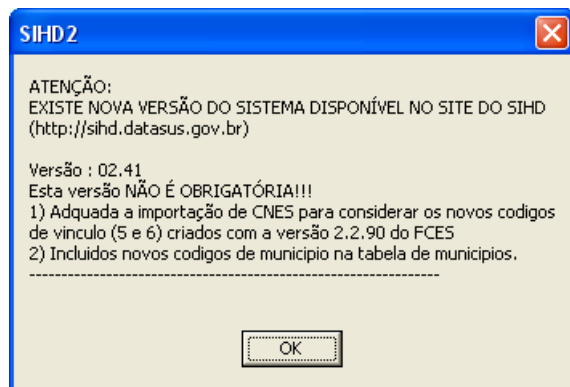 SIHD2
ATENÇÃO:
EXISTE NOVA VERSÃO DO SISTEMA DISPONÍVEL NO SITE DO SIHD
(http://sihd.datasus.gov.br)
Versão : 02.41
Esta versão NÃO É OBRIGATÓRIA!!!
1) Adquada a importação de CNES para considerar os novos codigos
de vinculo (5 e 6) criados com a versão 2.2.90 do FCES
2) Incluidos novos codigos de municipio na tabela de municipios.
----------------------------------------------------------------
OK